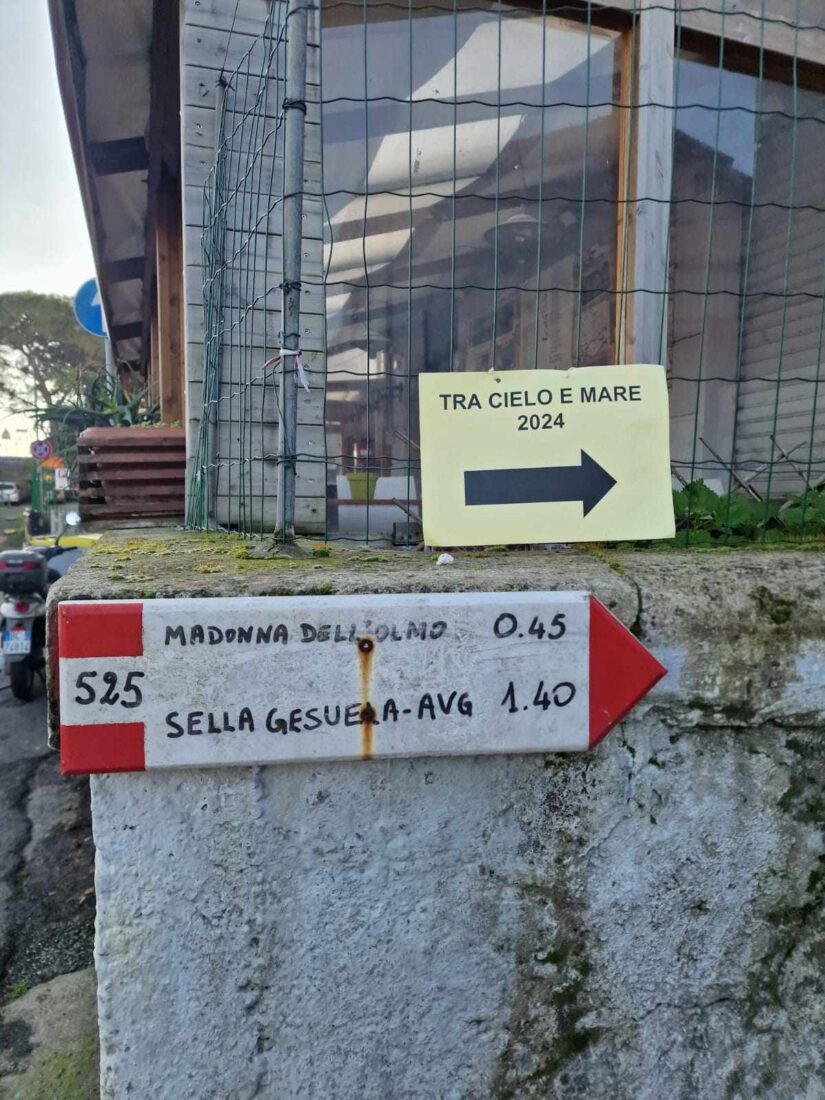 TRA CIELO E MARE
2024
MADONNA DELL'OLMO 0.45
525
SELLA GESUELA-AVG 1.40